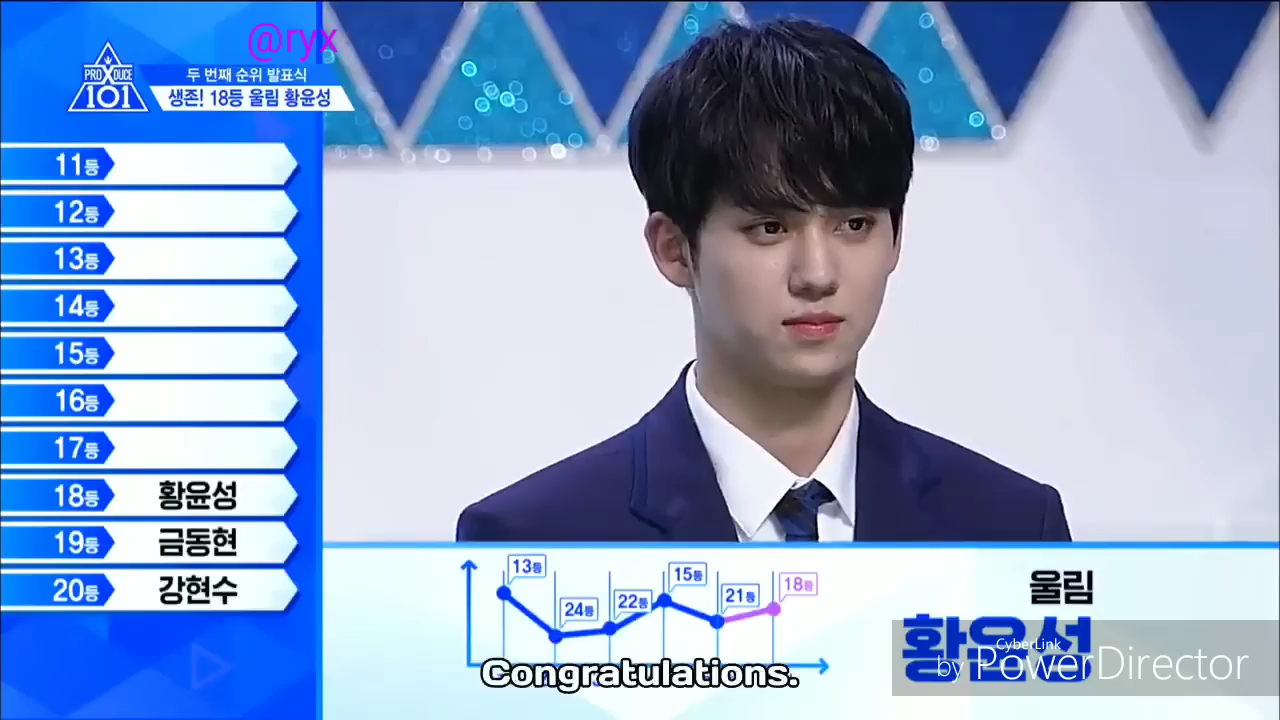 @ryx
PRODUCE
X
101
두 번째 순위 발표식
생존! 18등 울림 황윤성
11등
12등
13등
14등
15등
16등
17등
18등 황윤성
19등 금동현
20등 강현수
13등
24등
22등
15등
21등
18등
울림
황윤성
CyberLink
by PowerDirector
Congratulations.